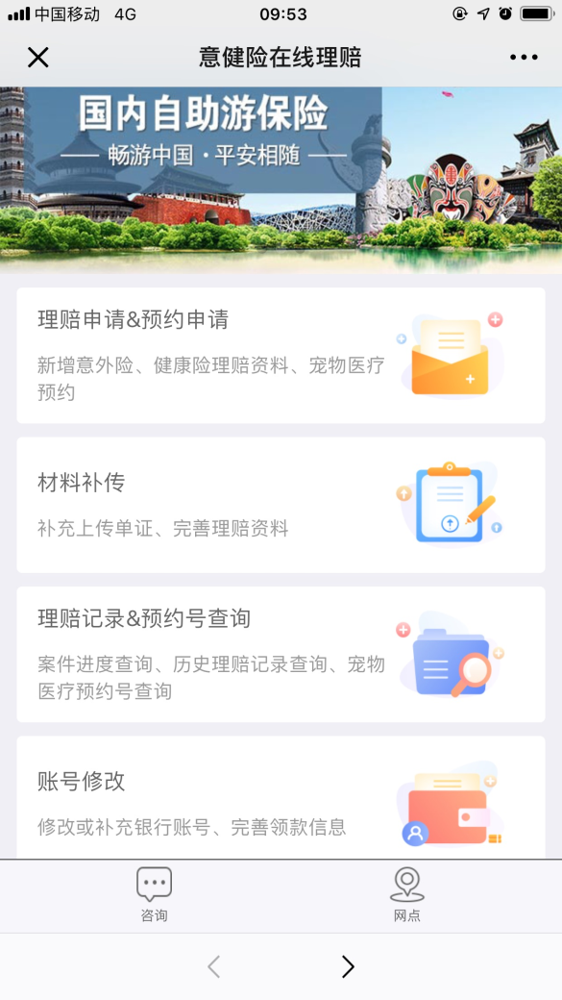 中国移动 4G 09:53
意健险在线理赔
国内自助游保险
畅游中国·平安相随
理赔申请&预约申请
新增意外险、健康险理赔资料、宠物医疗
预约
材料补传
补充上传单证、完善理赔资料
理赔记录&预约号查询
案件进度查询、历史理赔记录查询、宠物
医疗预约号查询
账号修改
修改或补充银行账号、完善领款信息
咨询 网点